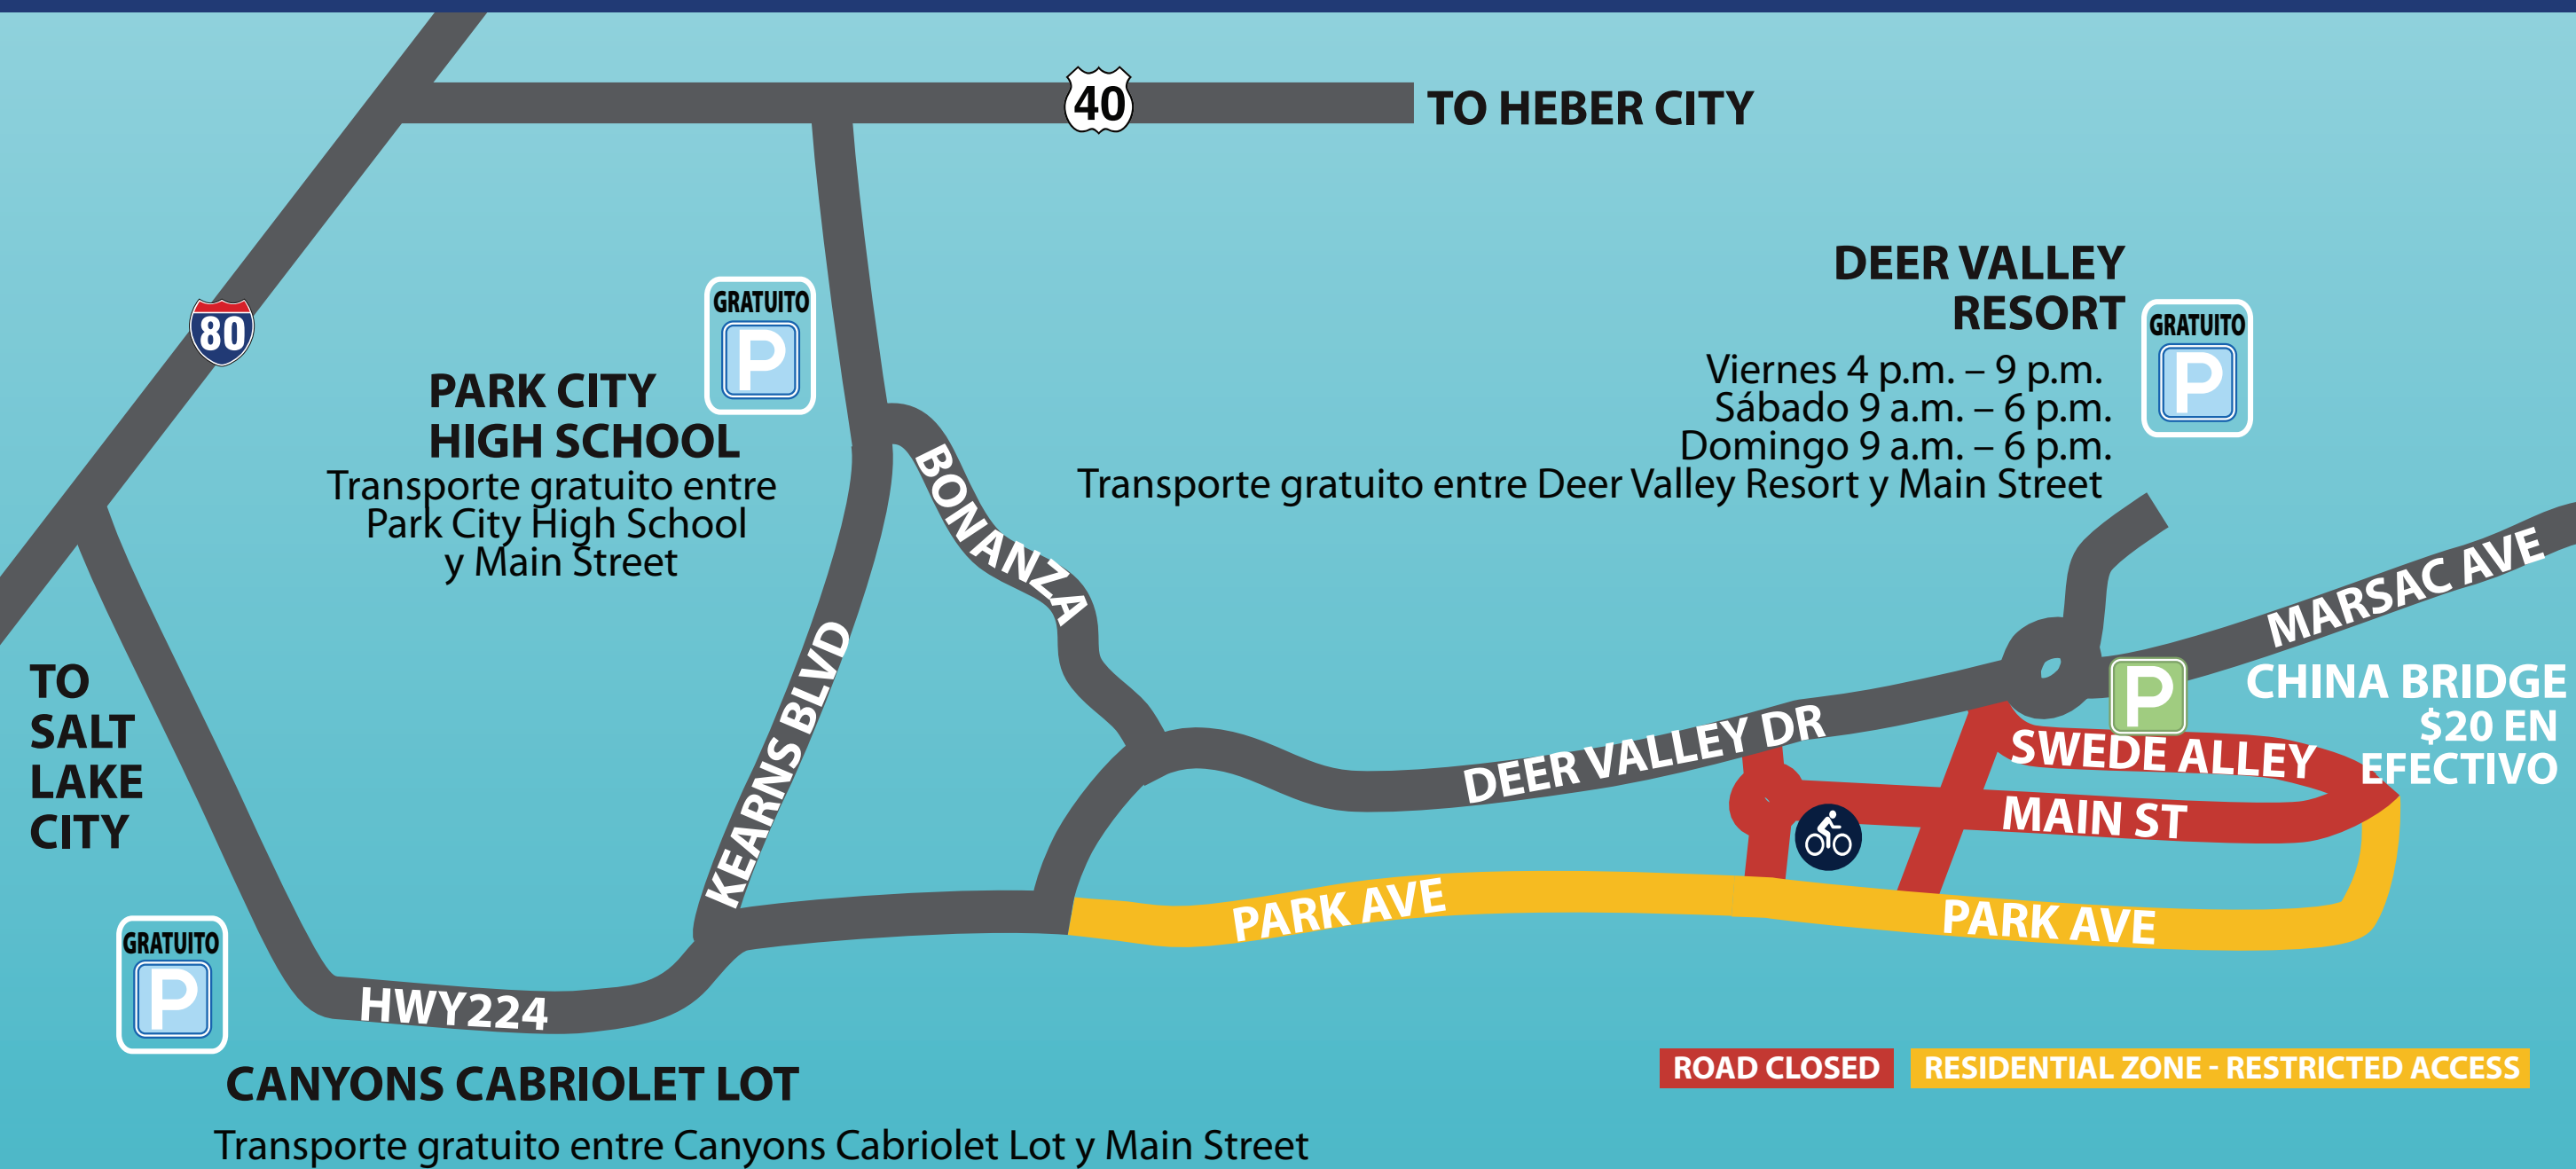 40
TO HEBER CITY
80
GRATUITO
P
PARK CITY
HIGH SCHOOL
Transporte gratuito entre
Park City High School
y Main Street
DEER VALLEY
RESORT
GRATUITO
P
Viernes 4 p.m. – 9 p.m.
Sábado 9 a.m. – 6 p.m.
Domingo 9 a.m. – 6 p.m.
Transporte gratuito entre Deer Valley Resort y Main Street
BONANZA
KEARNS BLVD
MARSAC AVE
TO
SALT
LAKE
CITY
P
CHINA BRIDGE
$20 EN
EFECTIVO
DEER VALLEY DR
SWEDE ALLEY
MAIN ST
PARK AVE
PARK AVE
GRATUITO
P
HWY224
CANYONS CABRIOLET LOT
Transporte gratuito entre Canyons Cabriolet Lot y Main Street
ROAD CLOSED
RESIDENTIAL ZONE - RESTRICTED ACCESS